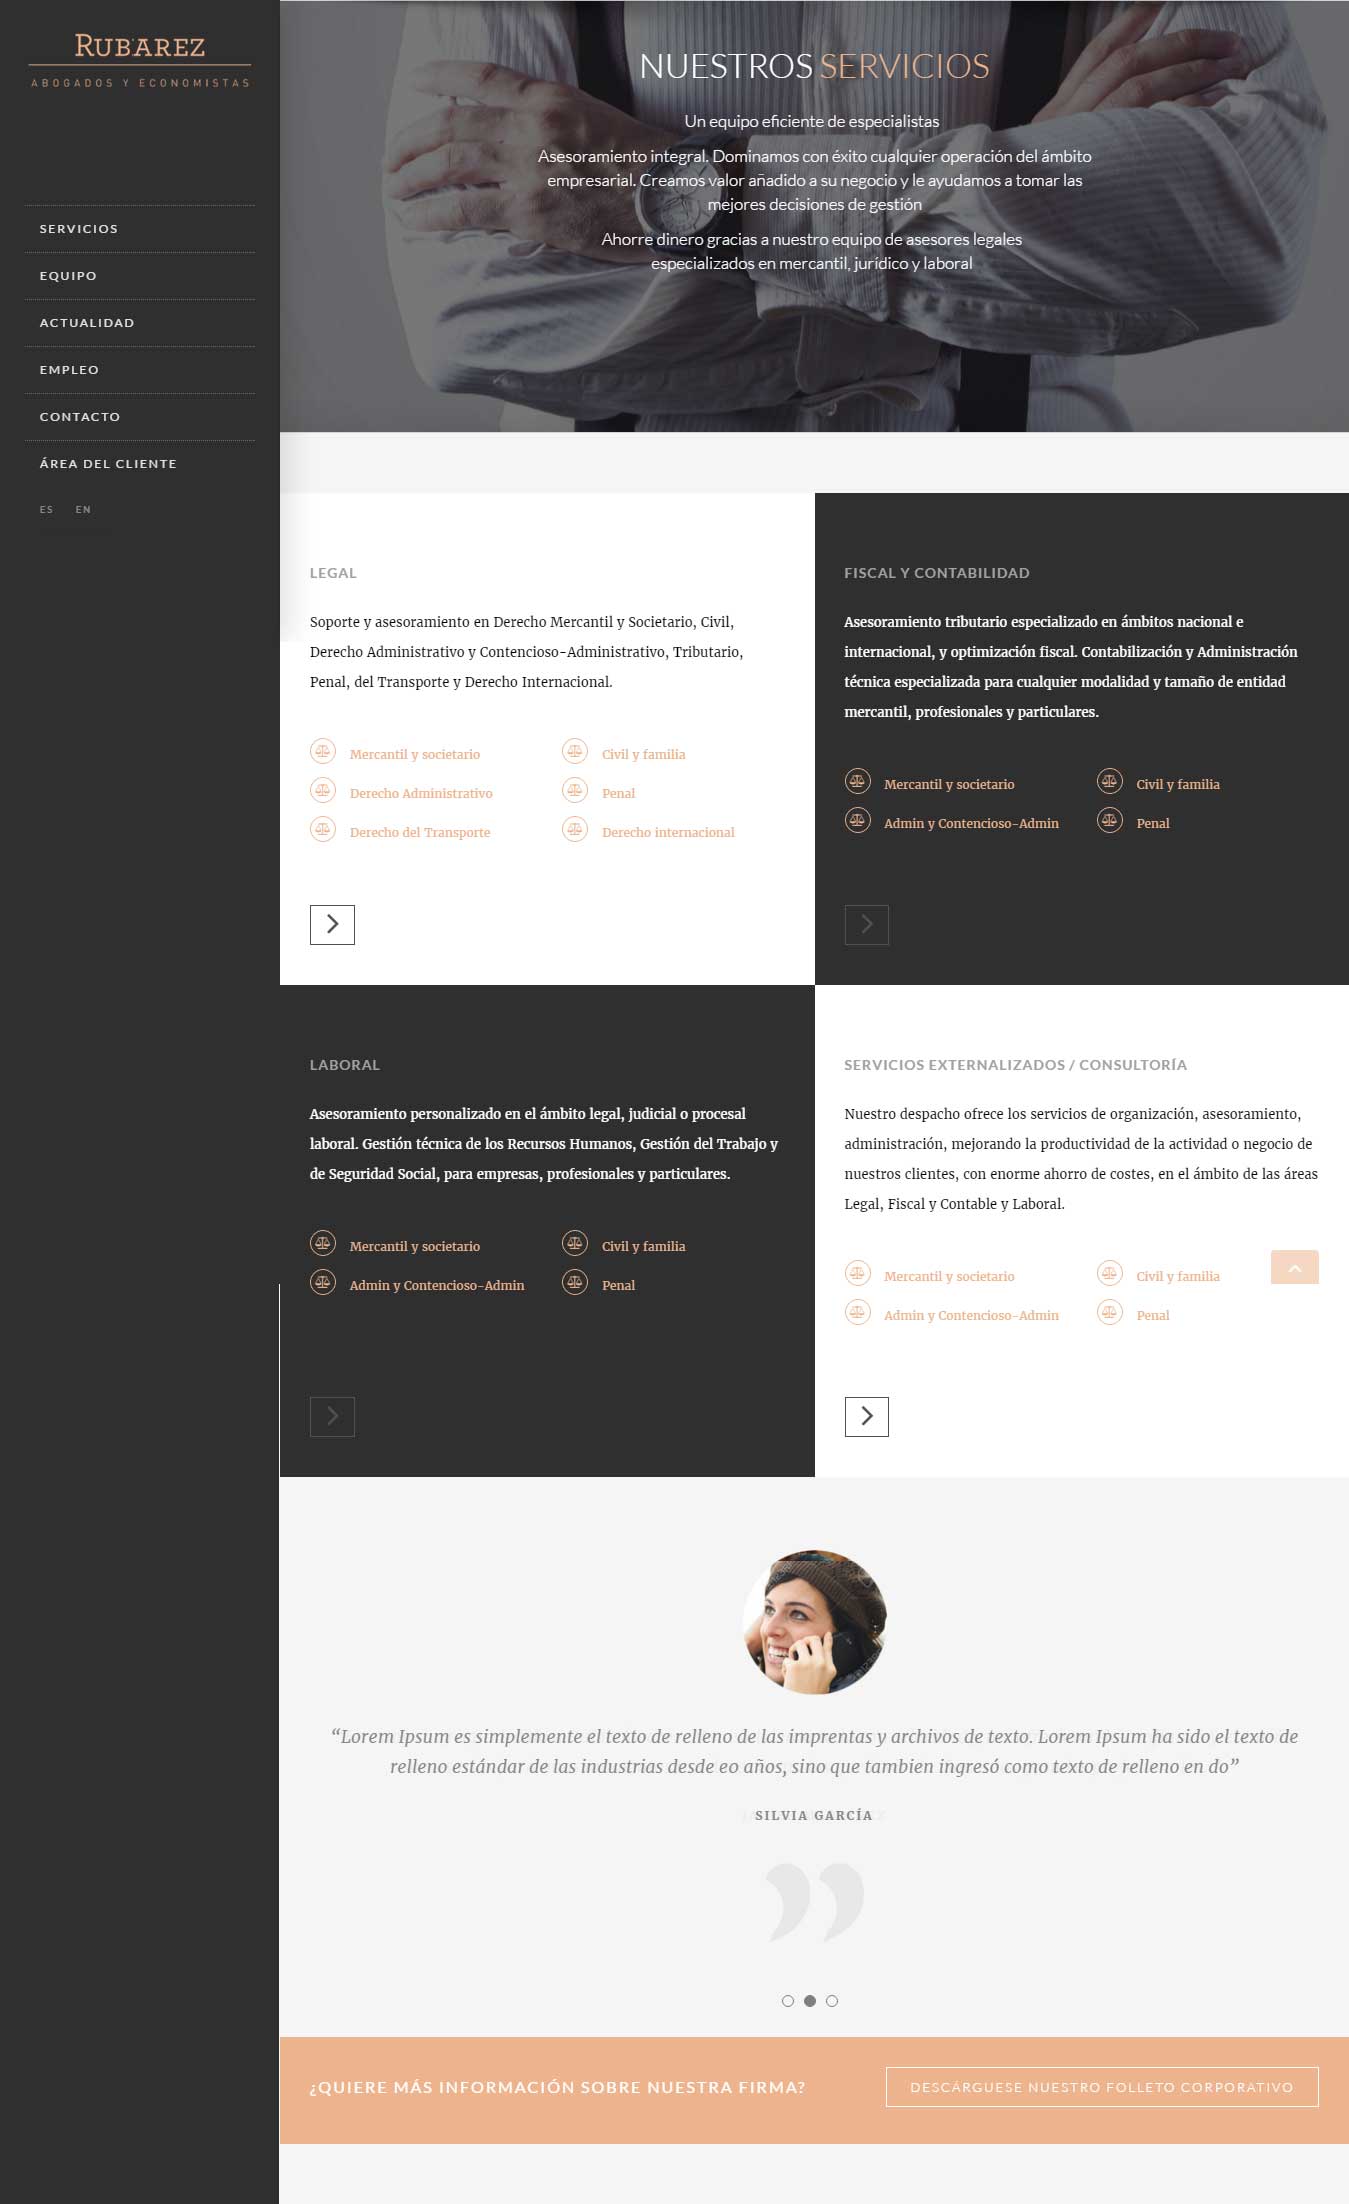 RUBAREZ
ABOGADOS Y ECONOMISTAS
SERVICIOS
EQUIPO
ACTUALIDAD
EMPLEO
CONTACTO
ÁREA DEL CLIENTE
ES EN
NUESTROS SERVICIOS
Un equipo eficiente de especialistas
Asesoramiento integral. Dominamos con éxito cualquier operación del ámbito
empresarial. Creamos valor añadido a su negocio y le ayudamos a tomar las
mejores decisiones de gestión
Ahorre dinero gracias a nuestro equipo de asesores legales
especializados en mercantil, jurídico y laboral
LEGAL
Soporte y asesoramiento en Derecho Mercantil y Societario, Civil,
Derecho Administrativo y Contencioso-Administrativo, Tributario,
Penal, del Transporte y Derecho Internacional.
Mercantil y societario
Civil y familia
Derecho Administrativo
Penal
Derecho del Transporte
Derecho internacional
FISCAL Y CONTABILIDAD
Asesoramiento tributario especializado en ámbitos nacional e
internacional, y optimización fiscal. Contabilización y Administración
técnica especializada para cualquier modalidad y tamaño de entidad
mercantil, profesionales y particulares.
Mercantil y societario
Civil y familia
Admin y Contencioso-Admin
Penal
LABORAL
Asesoramiento personalizado en el ámbito legal, judicial o procesal
laboral. Gestión técnica de los Recursos Humanos, Gestión del Trabajo y
de Seguridad Social, para empresas, profesionales y particulares.
Mercantil y societario
Civil y familia
Admin y Contencioso-Admin
Penal
SERVICIOS EXTERNALIZADOS / CONSULTORÍA
Nuestro despacho ofrece los servicios de organización, asesoramiento,
administración, mejorando la productividad de la actividad o negocio de
nuestros clientes, con enorme ahorro de costes, en el ámbito de las áreas
Legal, Fiscal y Contable y Laboral.
Mercantil y societario
Civil y familia
Admin y Contencioso-Admin
Penal
“Lorem Ipsum es simplemente el texto de relleno de las imprentas y archivos de texto. Lorem Ipsum ha sido el texto de
relleno estándar de las industrias desde e0 años, sino que tambien ingresó como texto de relleno en do”
SILVIA GARCÍA
”
¿QUIERE MÁS INFORMACIÓN SOBRE NUESTRA FIRMA?
DESCÁRGUESE NUESTRO FOLLETO CORPORATIVO